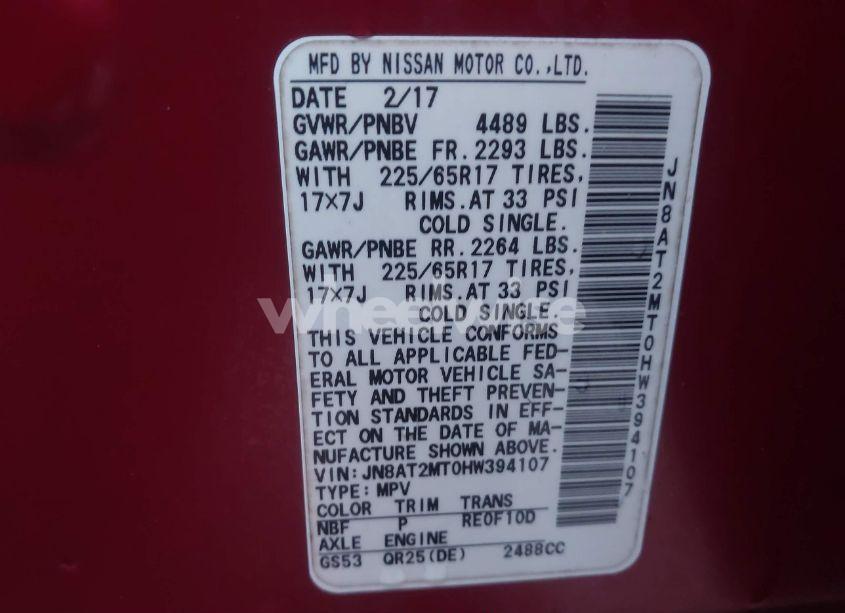 MFD BY NISSAN MOTOR CO.,LTD.
DATE 2/17
GVWR/PNBV 4489 LBS.
GAWR/PNBE FR.2293 LBS.
WITH 225/65R17 TIRES,
17×7J RIMS.AT 33 PSI
COLD SINGLE.
GAWR/PNBE RR.2264 LBS.
WITH 225/65R17 TIRES,
17×7J RIMS.AT 33 PSI
COLD SINGLE.
THIS VEHICLE CONFORMS
TO ALL APPLICABLE FED-
ERAL MOTOR VEHICLE SA-
FETY AND THEFT PREVEN-
TION STANDARDS IN EFF-
ECT ON THE DATE OF MA-
NUFACTURE SHOWN ABOVE.
VIN:JN8AT2MT0HW394107
TYPE:MPV
COLOR TRIM TRANS
NBF P RE0F10D
AXLE ENGINE
GS53 QR25(DE) 2488CC
JN8AT2MT0HW394107